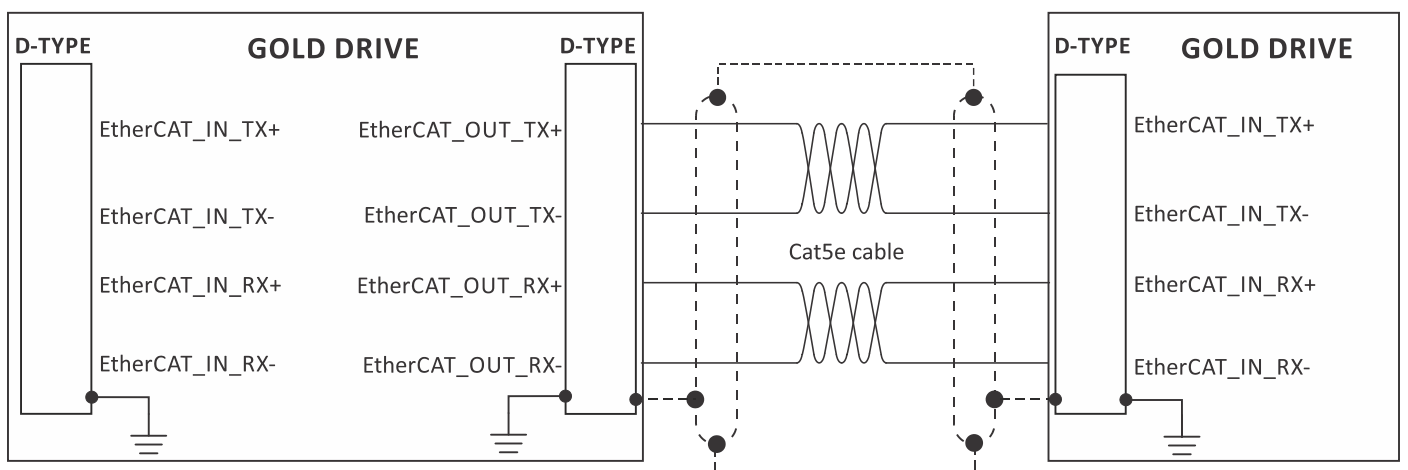 D-TYPE GOLD DRIVE D-TYPE D-TYPE GOLD DRIVE
EtherCAT_IN_TX+ EtherCAT_OUT_TX+ EtherCAT_IN_TX+
EtherCAT_IN_TX- EtherCAT_OUT_TX- EtherCAT_IN_TX-
Cat5e cable
EtherCAT_IN_RX+ EtherCAT_OUT_RX+ EtherCAT_IN_RX+
EtherCAT_IN_RX- EtherCAT_OUT_RX- EtherCAT_IN_RX-